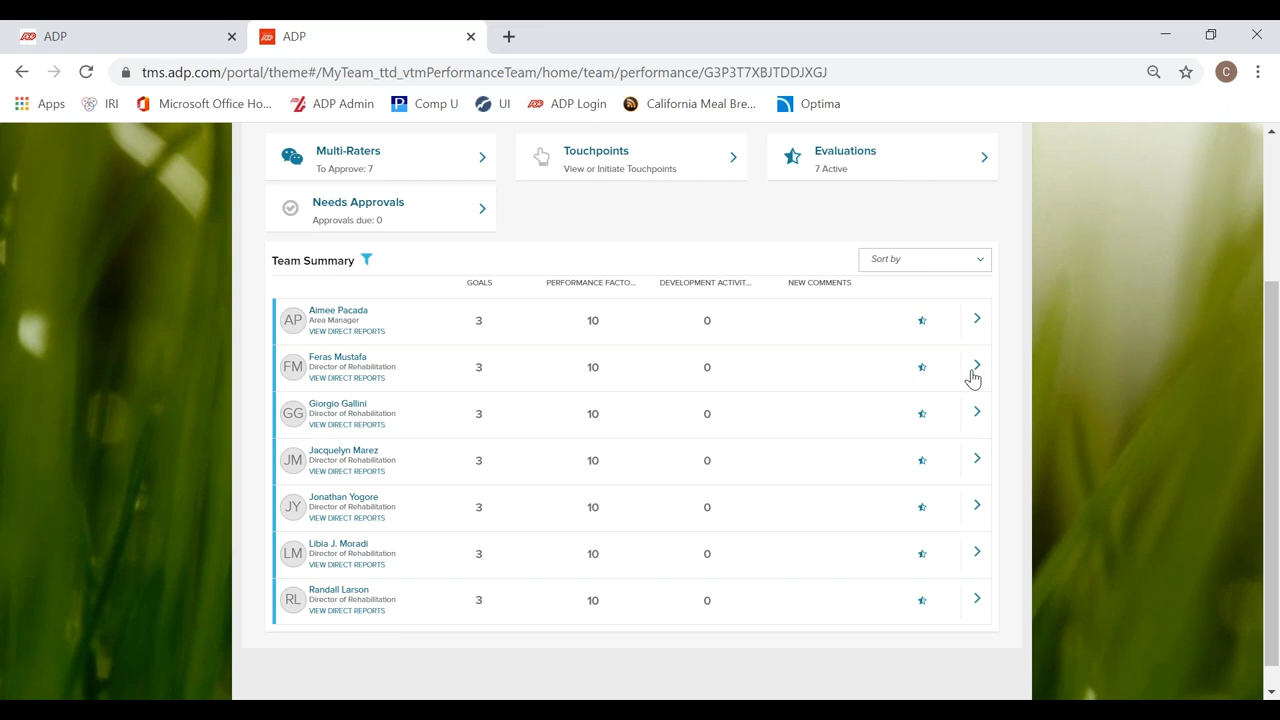 ADP
ADP
tms.adp.com/portal/theme#/MyTeam_ttd_vtmPerformanceTeam/home/team/performance/G3P3T7XBJTDDJXGJ
C
Apps IRI Microsoft Office Ho... ADP Admin Comp U UI ADP Login California Meal Bre... Optima
Multi-Raters
To Approve: 7
Touchpoints
View or Initiate Touchpoints
Evaluations
7 Active
Needs Approvals
Approvals due: 0
Team Summary
Sort by
GOALS PERFORMANCE FACTO... DEVELOPMENT ACTIVIT... NEW COMMENTS
AP
Aimee Pacada
Area Manager
VIEW DIRECT REPORTS
3 10 0
FM
Feras Mustafa
Director of Rehabilitation
VIEW DIRECT REPORTS
3 10 0
GG
Giorgio Gallini
Director of Rehabilitation
VIEW DIRECT REPORTS
3 10 0
JM
Jacquelyn Marez
Director of Rehabilitation
VIEW DIRECT REPORTS
3 10 0
JY
Jonathan Yogore
Director of Rehabilitation
VIEW DIRECT REPORTS
3 10 0
LM
Libia J. Moradi
Director of Rehabilitation
VIEW DIRECT REPORTS
3 10 0
RL
Randall Larson
Director of Rehabilitation
VIEW DIRECT REPORTS
3 10 0